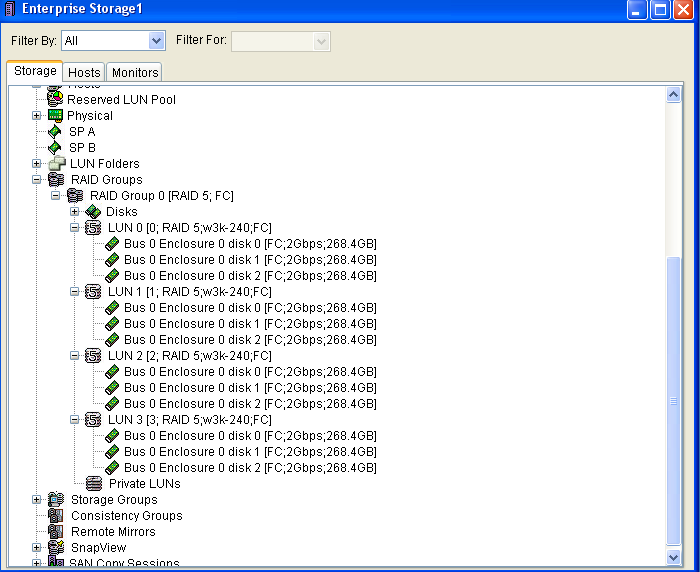 Enterprise Storage1
Filter By: All Filter For:
Storage Hosts Monitors
Hosts
Reserved LUN Pool
Physical
SP A
SP B
LUN Folders
RAID Groups
RAID Group 0 [RAID 5; FC]
Disks
LUN 0 [0; RAID 5;w3k-240;FC]
Bus 0 Enclosure 0 disk 0 [FC;2Gbps;268.4GB]
Bus 0 Enclosure 0 disk 1 [FC;2Gbps;268.4GB]
Bus 0 Enclosure 0 disk 2 [FC;2Gbps;268.4GB]
LUN 1 [1; RAID 5;w3k-240;FC]
Bus 0 Enclosure 0 disk 0 [FC;2Gbps;268.4GB]
Bus 0 Enclosure 0 disk 1 [FC;2Gbps;268.4GB]
Bus 0 Enclosure 0 disk 2 [FC;2Gbps;268.4GB]
LUN 2 [2; RAID 5;w3k-240;FC]
Bus 0 Enclosure 0 disk 0 [FC;2Gbps;268.4GB]
Bus 0 Enclosure 0 disk 1 [FC;2Gbps;268.4GB]
Bus 0 Enclosure 0 disk 2 [FC;2Gbps;268.4GB]
LUN 3 [3; RAID 5;w3k-240;FC]
Bus 0 Enclosure 0 disk 0 [FC;2Gbps;268.4GB]
Bus 0 Enclosure 0 disk 1 [FC;2Gbps;268.4GB]
Bus 0 Enclosure 0 disk 2 [FC;2Gbps;268.4GB]
Private LUNs
Storage Groups
Consistency Groups
Remote Mirrors
SnapView
SAN Copy Sessions